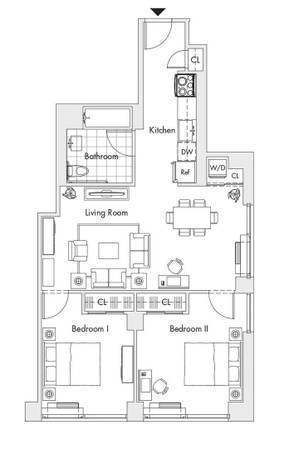 CL
Kitchen
Bathroom
DW
Ref
W/D
CL
Living Room
CL
CL
Bedroom I
Bedroom II